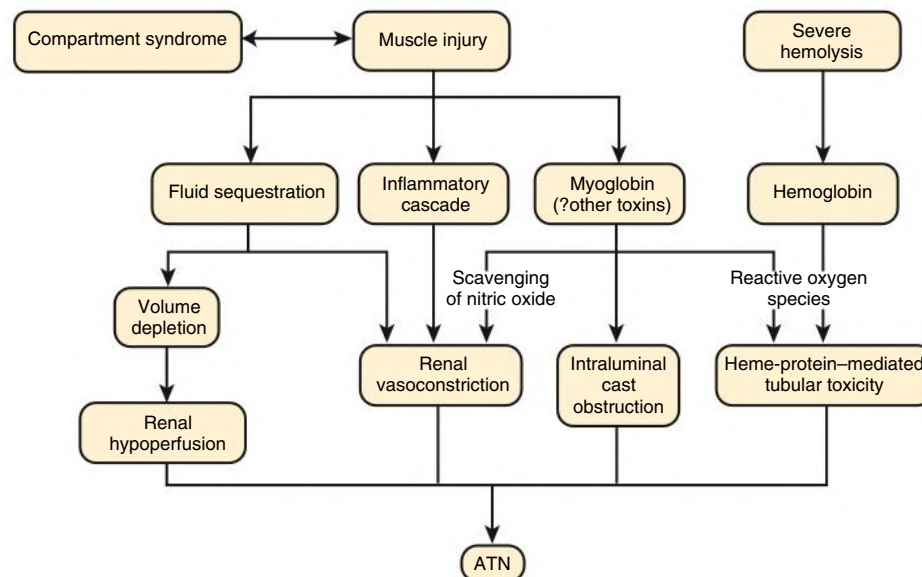 Compartment syndrome
Muscle injury
Severe
hemolysis
Fluid sequestration
Inflammatory
cascade
Myoglobin
(?other toxins)
Hemoglobin
Scavenging
of nitric oxide
Reactive oxygen
species
Volume
depletion
Renal
vasoconstriction
Intraluminal
cast
obstruction
Heme-protein–mediated
tubular toxicity
Renal
hypoperfusion
ATN